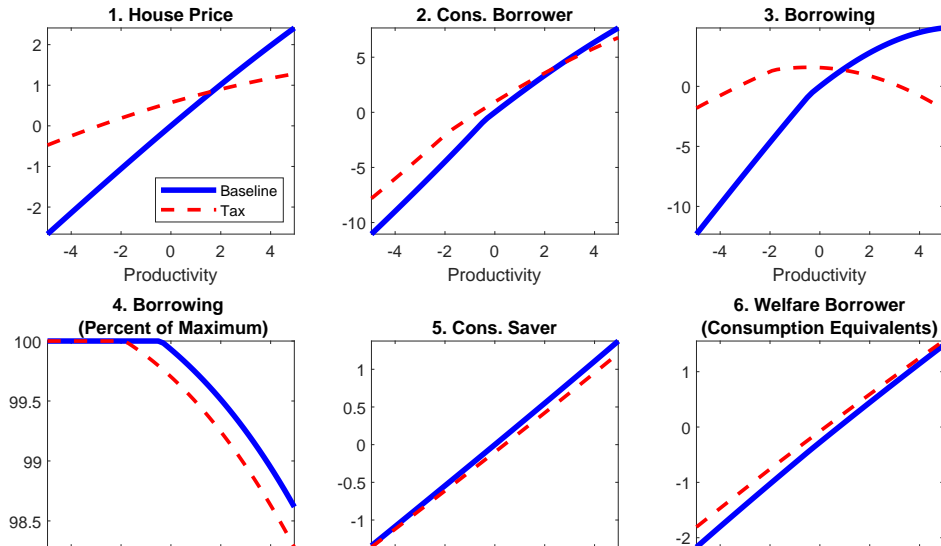 1. House Price
2
1
0
-1
-2
Baseline
Tax
-4 -2 0 2 4
Productivity
2. Cons. Borrower
5
0
-5
-10
-4 -2 0 2 4
Productivity
3. Borrowing
0
-5
-10
-4 -2 0 2 4
Productivity
4. Borrowing
(Percent of Maximum)
100
99.5
99
98.5
5. Cons. Saver
1
0.5
0
-0.5
-1
6. Welfare Borrower
(Consumption Equivalents)
1
0
-1
-2